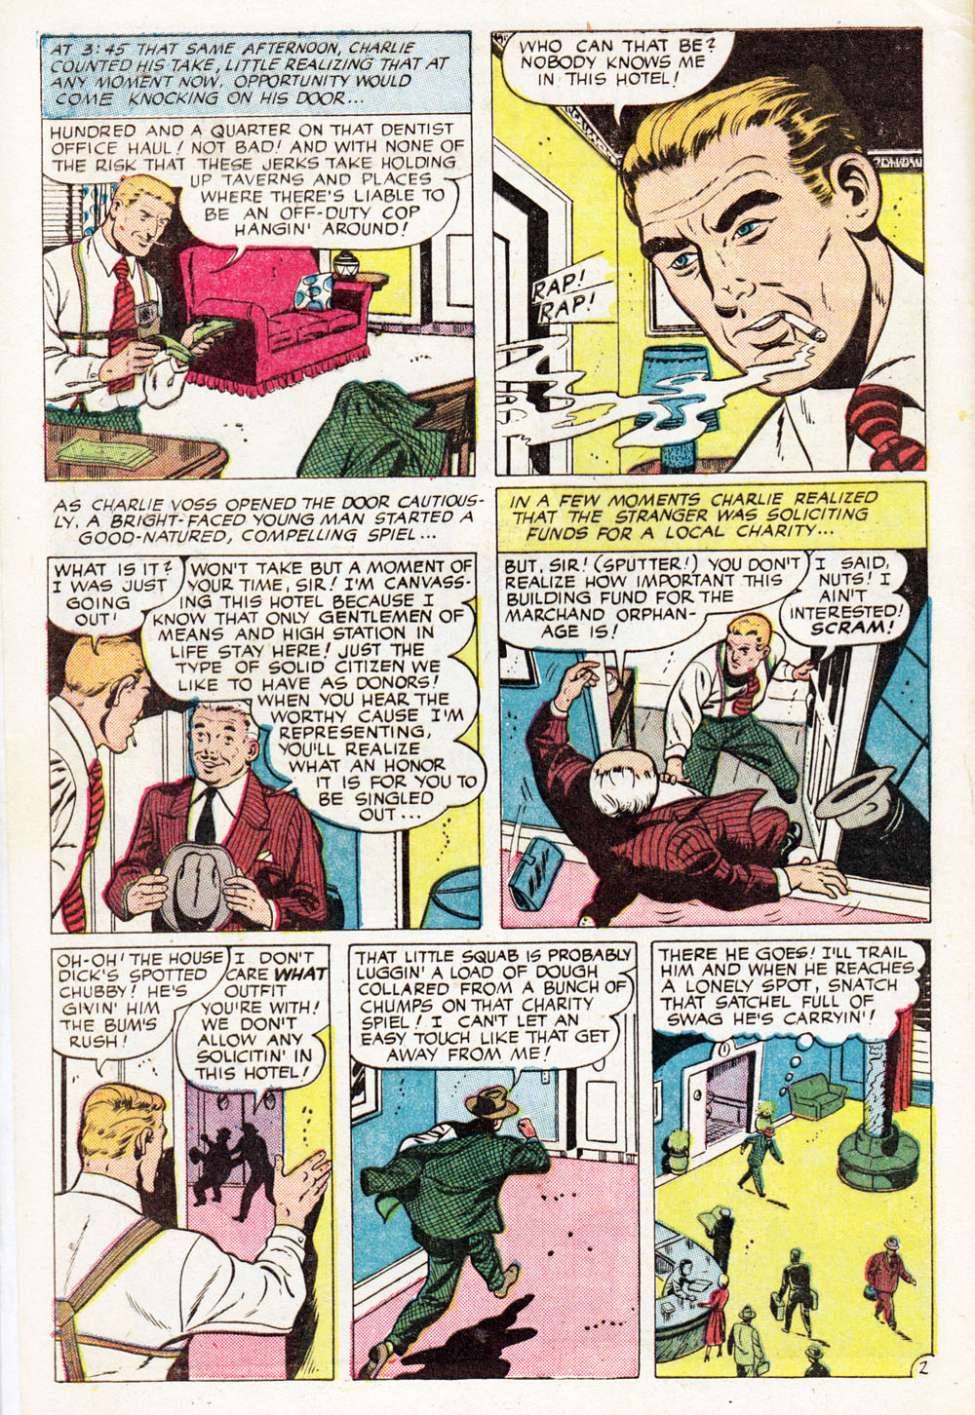 AT 3:45 THAT SAME AFTERNOON, CHARLIE
COUNTED HIS TAKE, LITTLE REALIZING THAT AT
ANY MOMENT NOW, OPPORTUNITY WOULD
COME KNOCKING ON HIS DOOR...
HUNDRED AND A QUARTER ON THAT DENTIST
OFFICE HAUL! NOT BAD! AND WITH NONE OF
THE RISK THAT THESE JERKS TAKE HOLDING
UP TAVERNS AND PLACES
WHERE THERE'S LIABLE TO
BE AN OFF-DUTY COP
HANGIN' AROUND!
WHO CAN THAT BE?
NOBODY KNOWS ME
IN THIS HOTEL!
RAP!
RAP!
AS CHARLIE VOSS OPENED THE DOOR CAUTIOUS-
LY, A BRIGHT-FACED YOUNG MAN STARTED A
GOOD-NATURED, COMPELLING SPIEL...
WHAT IS IT?
I WAS JUST
GOING
OUT!
WON'T TAKE BUT A MOMENT OF
YOUR TIME, SIR! I'M CANVASS-
ING THIS HOTEL BECAUSE I
KNOW THAT ONLY GENTLEMEN OF
MEANS AND HIGH STATION IN
LIFE STAY HERE! JUST THE
TYPE OF SOLID CITIZEN WE
LIKE TO HAVE AS DONORS!
WHEN YOU HEAR THE
WORTHY CAUSE I'M
REPRESENTING,
YOU'LL REALIZE
WHAT AN HONOR
IT IS FOR YOU TO
BE SINGLED
OUT...
IN A FEW MOMENTS CHARLIE REALIZED
THAT THE STRANGER WAS SOLICITING
FUNDS FOR A LOCAL CHARITY...
BUT, SIR! (SPUTTER!) YOU DON'T
REALIZE HOW IMPORTANT THIS
BUILDING FUND FOR THE
MARCHAND ORPHAN-
AGE IS!
I SAID,
NUTS! I
AIN'T
INTERESTED!
SCRAM!
OH-OH! THE HOUSE
DICK'S SPOTTED
CHUBBY! HE'S
GIVIN' HIM
THE BUM'S
RUSH!
I DON'T
CARE WHAT
OUTFIT
YOU'RE WITH!
WE DON'T
ALLOW ANY
SOLICITIN' IN
THIS HOTEL!
THAT LITTLE SQUAB IS PROBABLY
LUGGIN' A LOAD OF DOUGH
COLLARED FROM A BUNCH OF
CHUMPS ON THAT CHARITY
SPIEL! I CAN'T LET AN
EASY TOUCH LIKE THAT GET
AWAY FROM ME!
THERE HE GOES! I'LL TRAIL
HIM AND WHEN HE REACHES
A LONELY SPOT, SNATCH
THAT SATCHEL FULL OF
SWAG HE'S CARRYIN'!
2